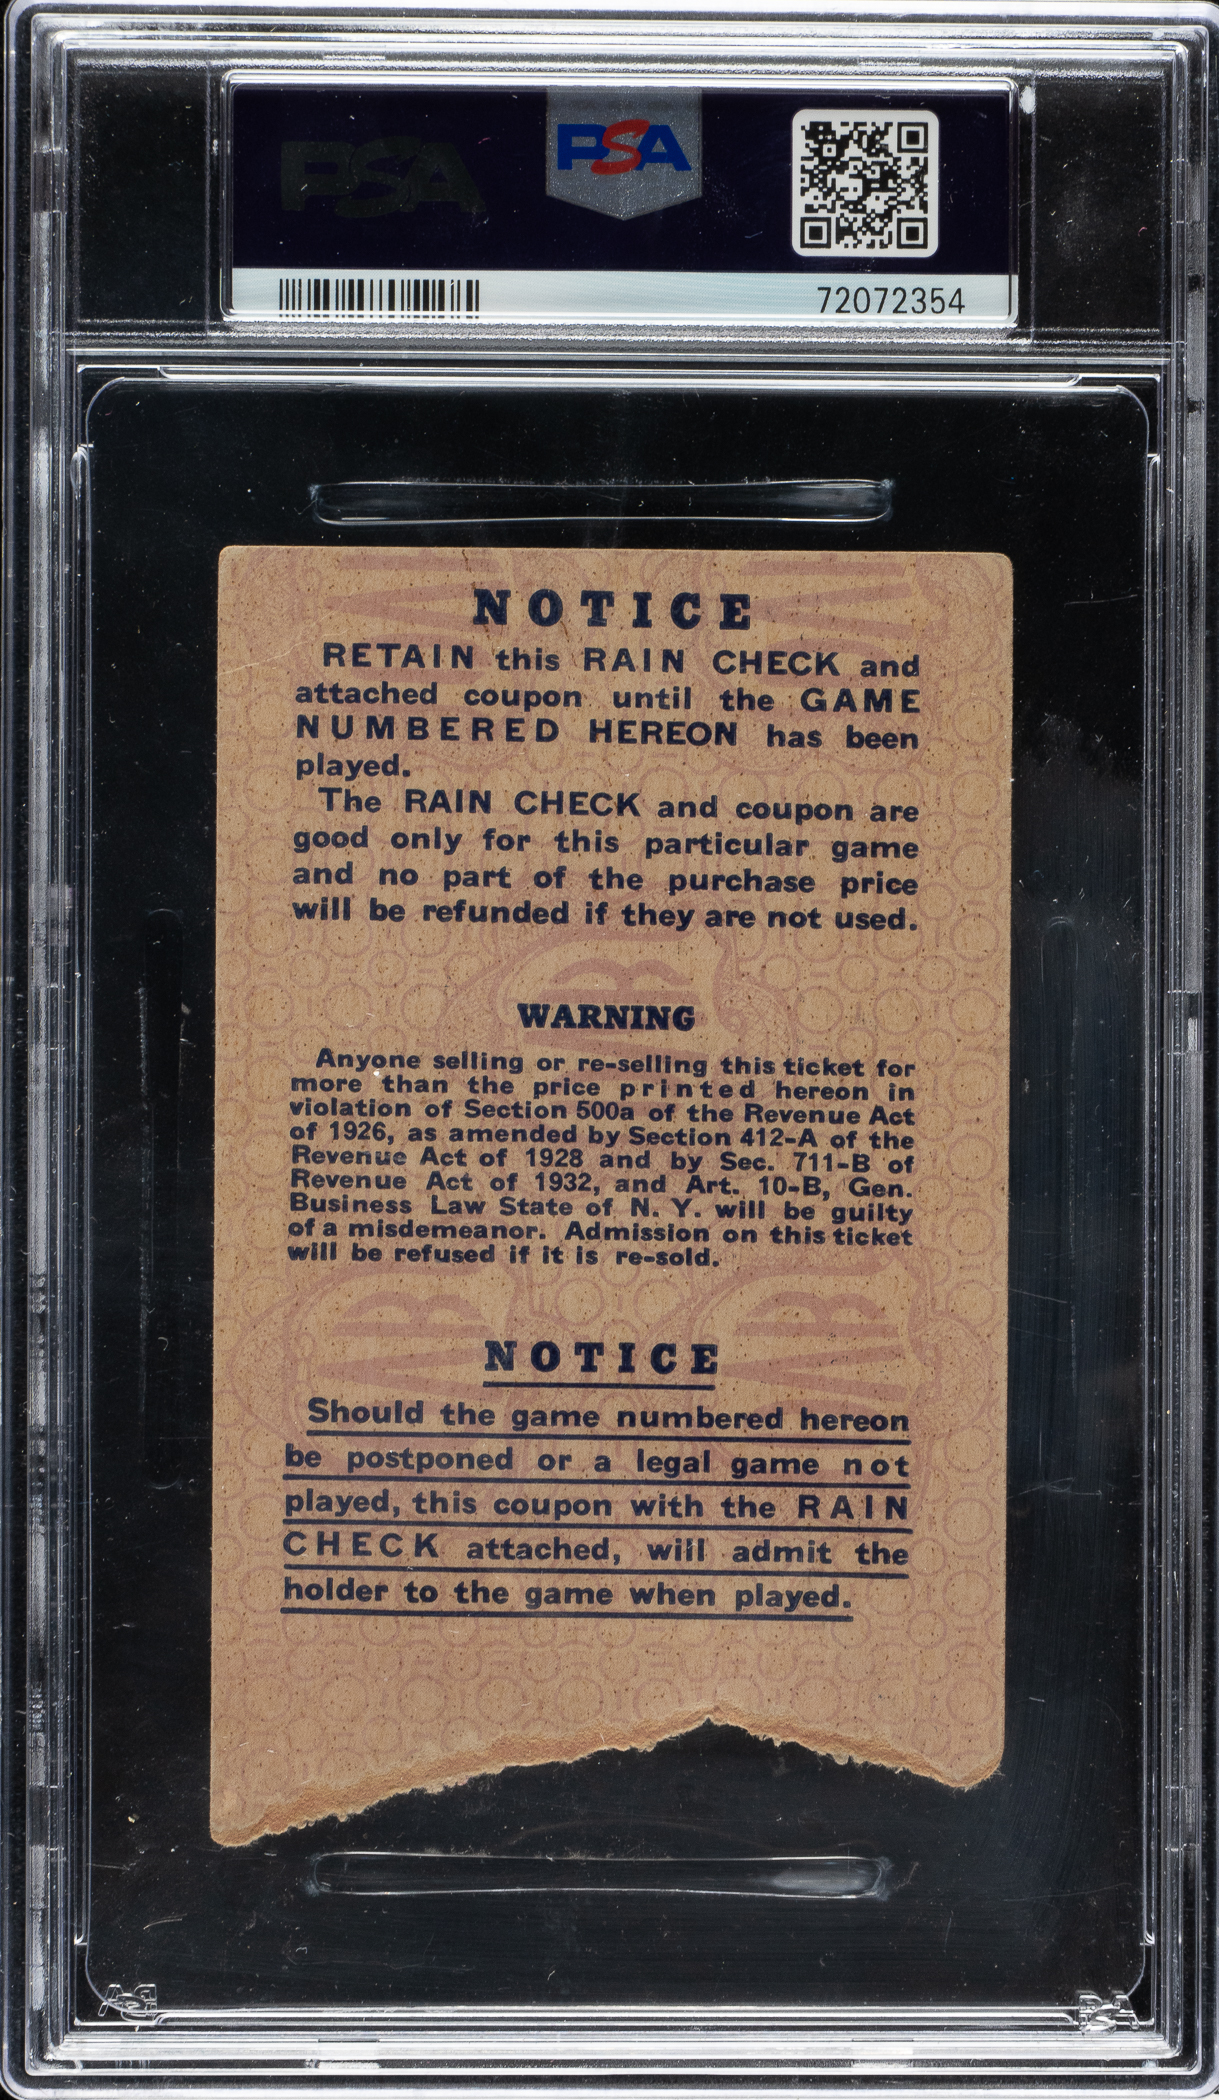 PSA
PSA
72072354
NOTICE
RETAIN this RAIN CHECK and
attached coupon until the GAME
NUMBERED HEREON has been
played.
The RAIN CHECK and coupon are
good only for this particular game
and no part of the purchase price
will be refunded if they are not used.
WARNING
Anyone selling or re-selling this ticket for
more than the price printed hereon in
violation of Section 500a of the Revenue Act
of 1926, as amended by Section 412-A of the
Revenue Act of 1928 and by Sec. 711-B of
Revenue Act of 1932, and Art. 10-B, Gen.
Business Law State of N. Y. will be guilty
of a misdemeanor. Admission on this ticket
will be refused if it is re-sold.
NOTICE
Should the game numbered hereon
be postponed or a legal game not
played, this coupon with the RAIN
CHECK attached, will admit the
holder to the game when played.